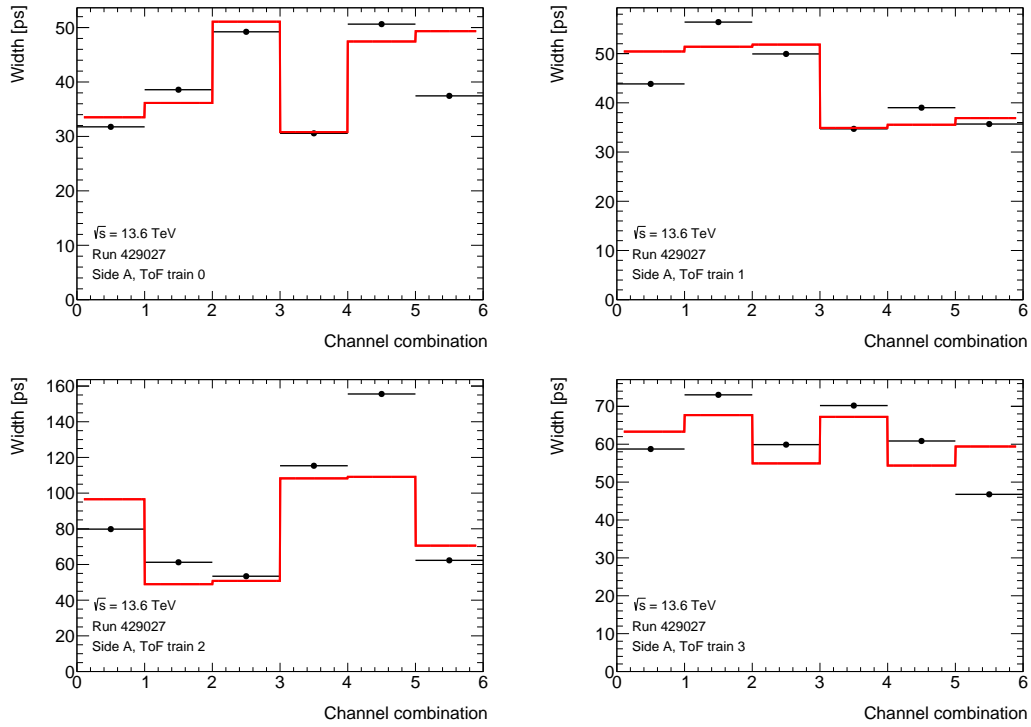 Width [ps]
50
40
30
20
10
0
√s = 13.6 TeV
Run 429027
Side A, ToF train 0
0 1 2 3 4 5 6
Channel combination
Width [ps]
50
40
30
20
10
0
√s = 13.6 TeV
Run 429027
Side A, ToF train 1
0 1 2 3 4 5 6
Channel combination
Width [ps]
160
140
120
100
80
60
40
20
0
√s = 13.6 TeV
Run 429027
Side A, ToF train 2
0 1 2 3 4 5 6
Channel combination
Width [ps]
70
60
50
40
30
20
10
0
√s = 13.6 TeV
Run 429027
Side A, ToF train 3
0 1 2 3 4 5 6
Channel combination